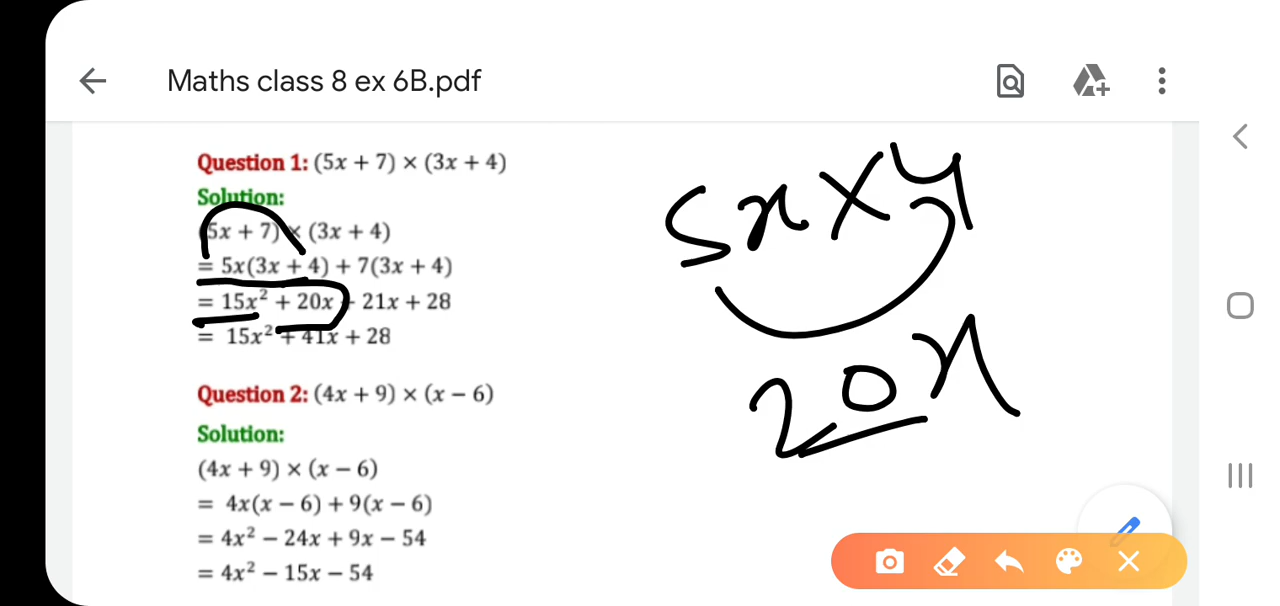 Maths class 8 ex 6B.pdf
Question 1: (5x + 7) × (3x + 4)
Solution:
(5x + 7) × (3x + 4)
= 5x(3x + 4) + 7(3x + 4)
= 15x² + 20x + 21x + 28
= 15x² + 41x + 28
5x × 4
20x
Question 2: (4x + 9) × (x − 6)
Solution:
(4x + 9) × (x − 6)
= 4x(x − 6) + 9(x − 6)
= 4x² − 24x + 9x − 54
= 4x² − 15x − 54